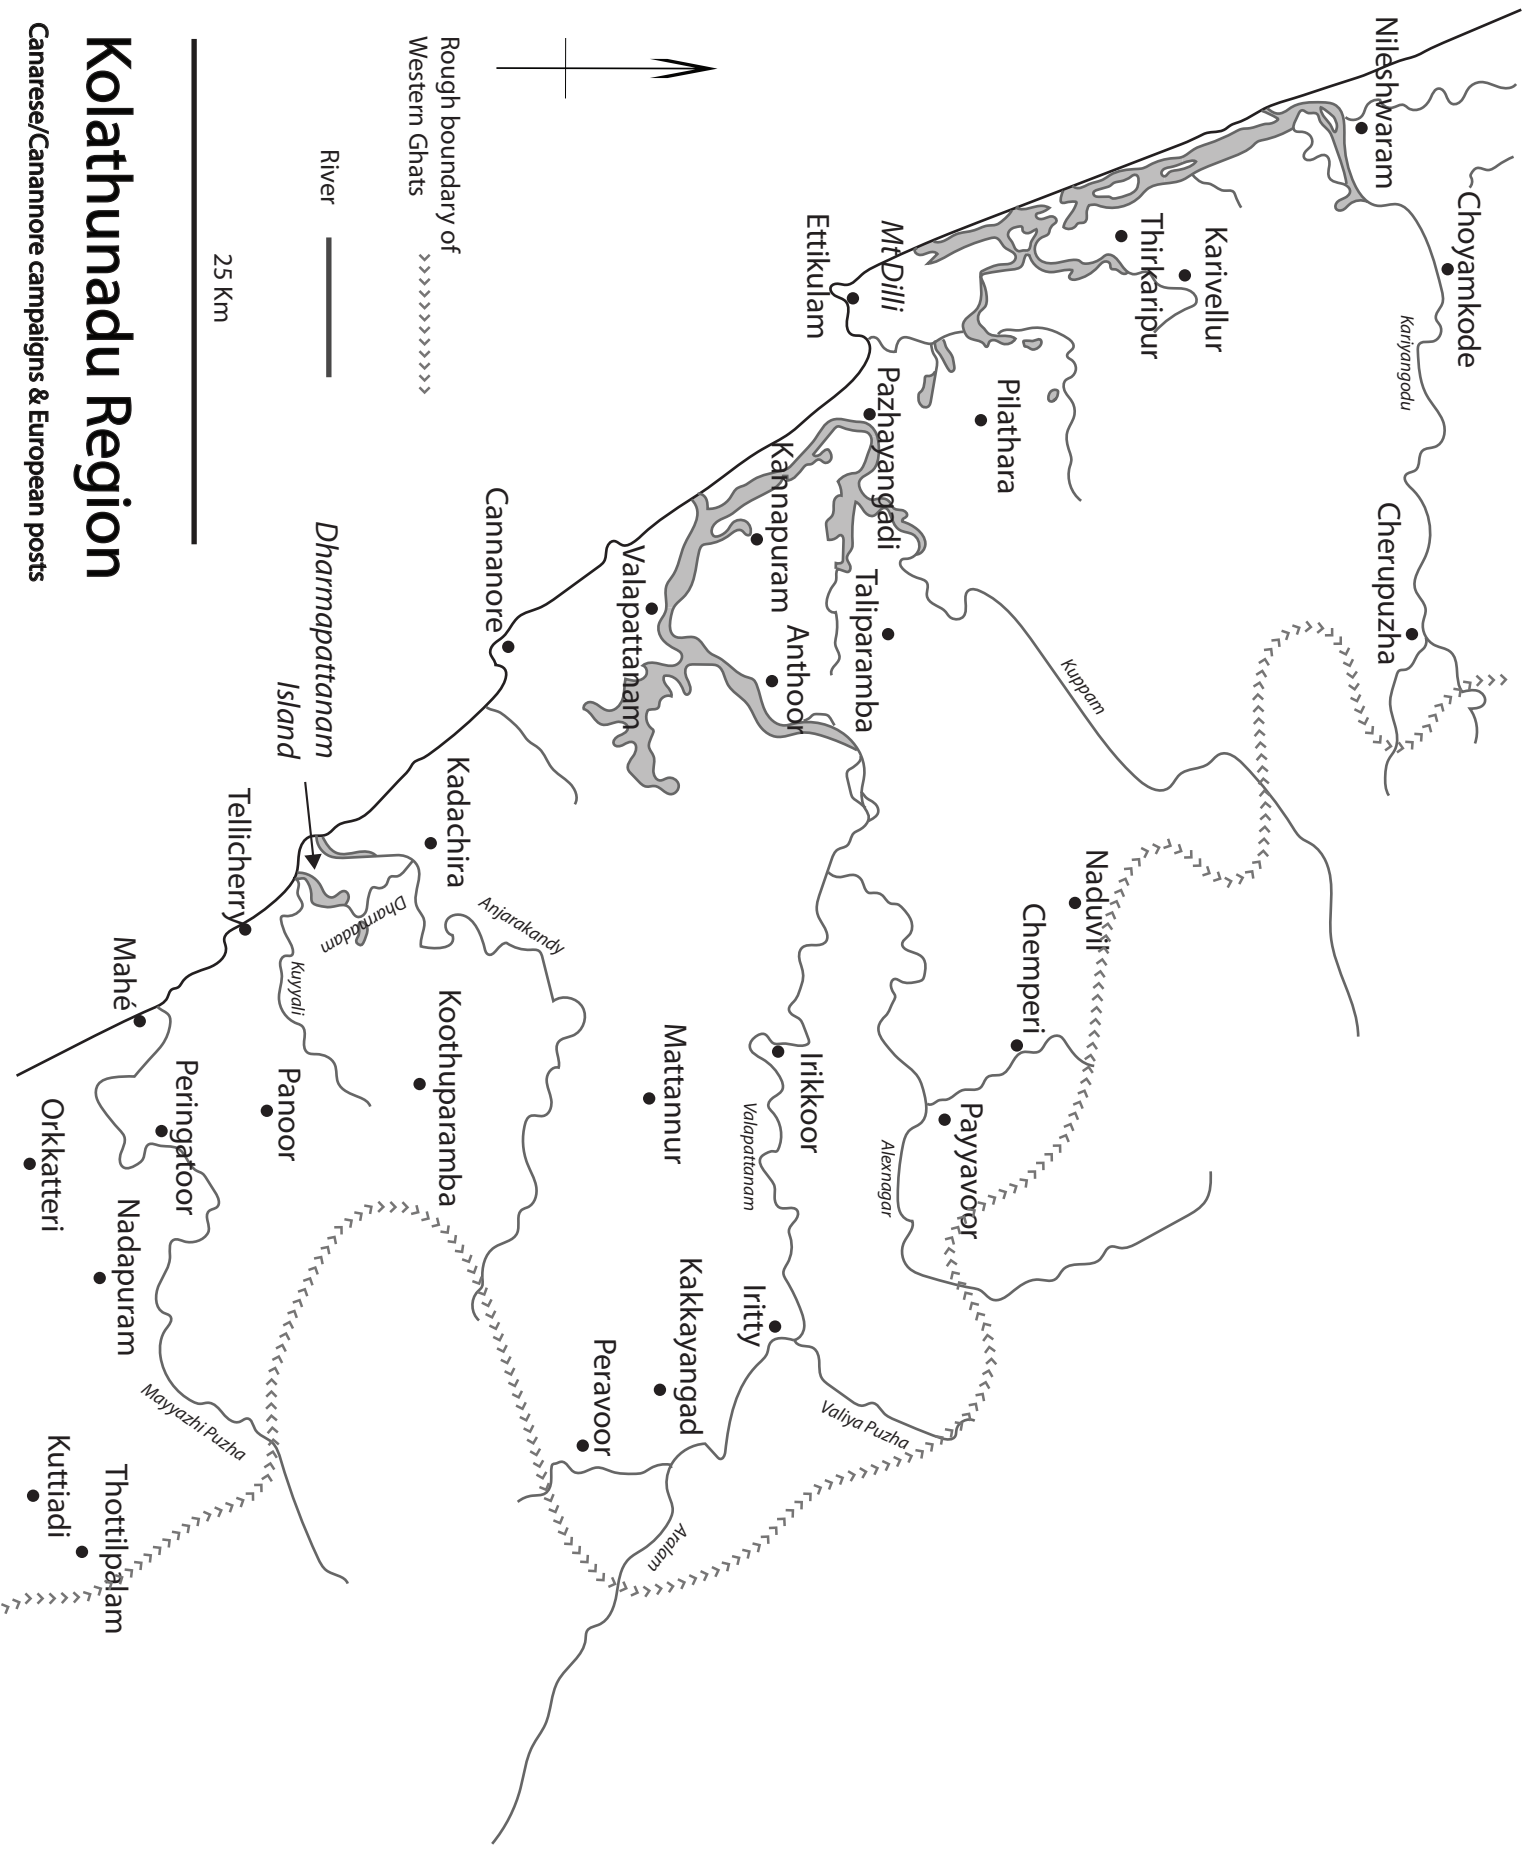 Nileshwaram
Choyamkode
Kariyangodu
Cherupuzha
Karivellur
Thirkaripur
Mt Dilli
Ettikulam
Pilathara
Pazhayangadi
Kannapuram
Taliparamba
Kuppam
Anthoor
Valapattanam
Cannanore
Naduvil
Chemperi
Payyavoor
Alexnagar
Irikkoor
Valapattanam
Mattannur
Iritty
Valiya Puzha
Kakkayangad
Peravoor
Aralam
Kadachira
Anjarakandy
Dharmadam
Koothuparamba
Dharmapattanam
Island
Tellicherry
Kuyyali
Panoor
Mahé
Peringatoor
Orkkatteri
Nadapuram
Mayyazhi Puzha
Kuttiadi
Thottilpalam
Rough boundary of
Western Ghats
River
25 Km
Kolathunadu Region
Canarese/Canannore campaigns & European posts